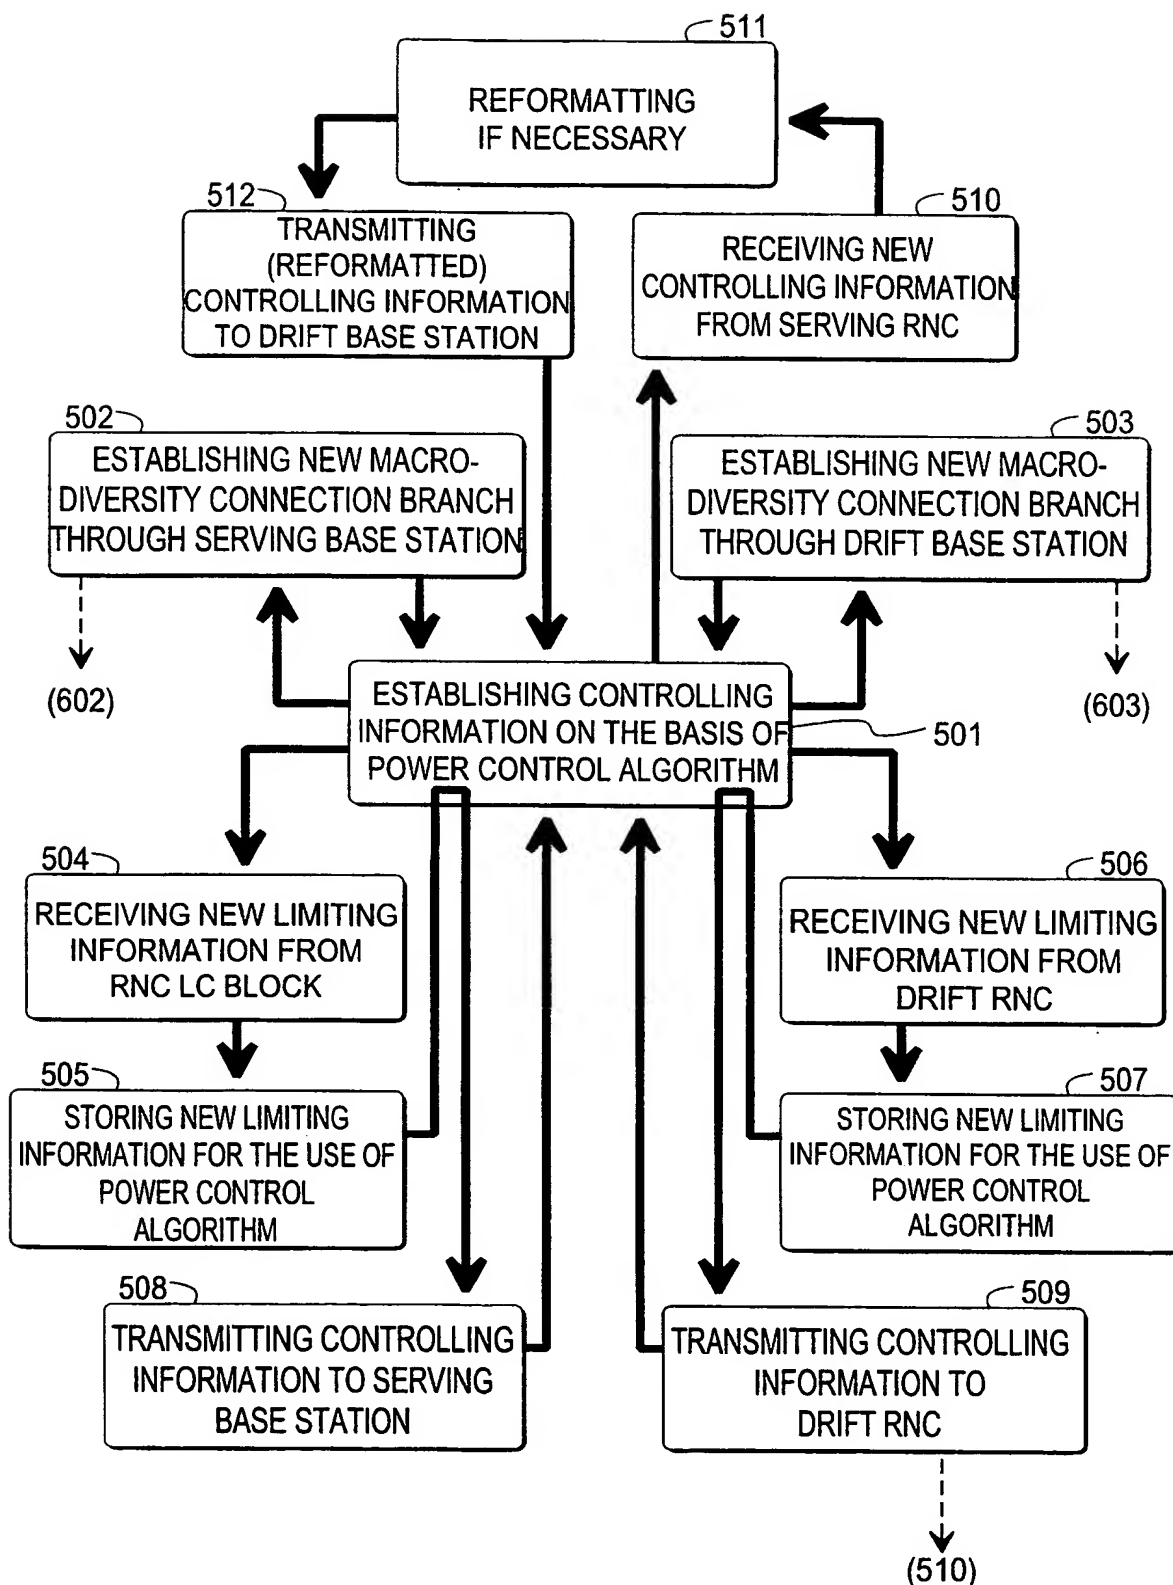 511
REFORMATTING
IF NECESSARY
512
TRANSMITTING
(REFORMATTED)
CONTROLLING INFORMATION
TO DRIFT BASE STATION
510
RECEIVING NEW
CONTROLLING INFORMATION
FROM SERVING RNC
502
ESTABLISHING NEW MACRO-
DIVERSITY CONNECTION BRANCH
THROUGH SERVING BASE STATION
503
ESTABLISHING NEW MACRO-
DIVERSITY CONNECTION BRANCH
THROUGH DRIFT BASE STATION
(602)
(603)
ESTABLISHING CONTROLLING
INFORMATION ON THE BASIS OF
POWER CONTROL ALGORITHM
501
504
RECEIVING NEW LIMITING
INFORMATION FROM
RNC LC BLOCK
506
RECEIVING NEW LIMITING
INFORMATION FROM
DRIFT RNC
505
STORING NEW LIMITING
INFORMATION FOR THE USE OF
POWER CONTROL
ALGORITHM
507
STORING NEW LIMITING
INFORMATION FOR THE USE OF
POWER CONTROL
ALGORITHM
508
TRANSMITTING CONTROLLING
INFORMATION TO SERVING
BASE STATION
509
TRANSMITTING CONTROLLING
INFORMATION TO
DRIFT RNC
(510)